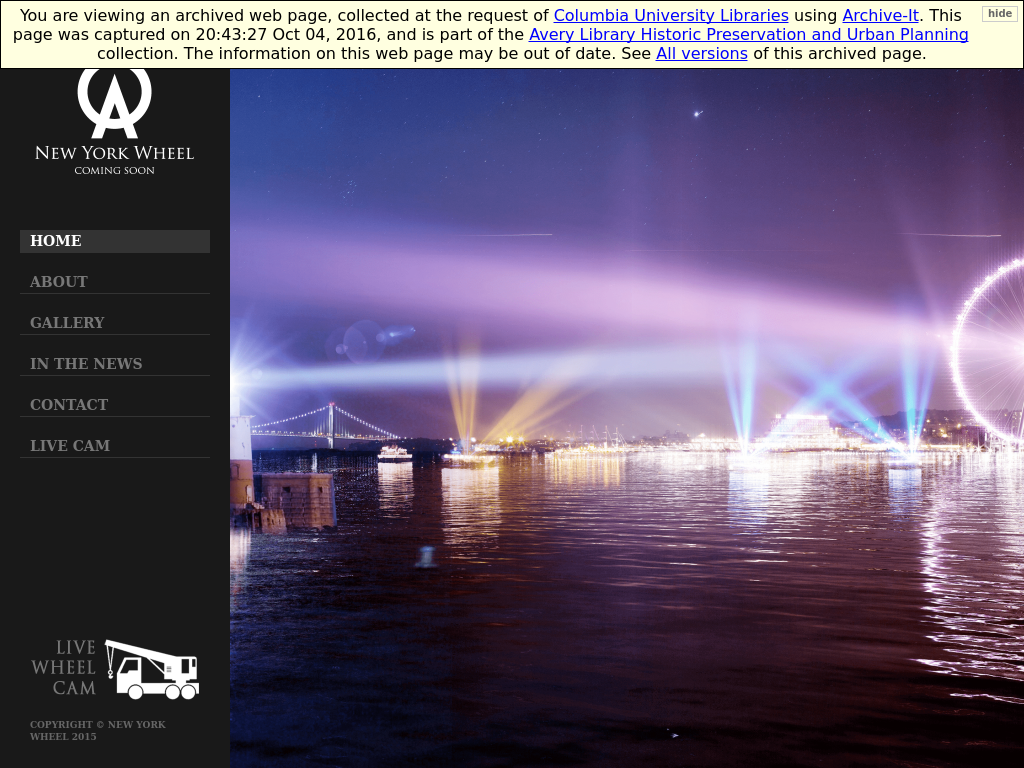 You are viewing an archived web page, collected at the request of Columbia University Libraries using Archive-It. This
page was captured on 20:43:27 Oct 04, 2016, and is part of the Avery Library Historic Preservation and Urban Planning
collection. The information on this web page may be out of date. See All versions of this archived page.
hide
NEW YORK WHEEL
COMING SOON
HOME
ABOUT
GALLERY
IN THE NEWS
CONTACT
LIVE CAM
LIVE
WHEEL
CAM
COPYRIGHT © NEW YORK
WHEEL 2015